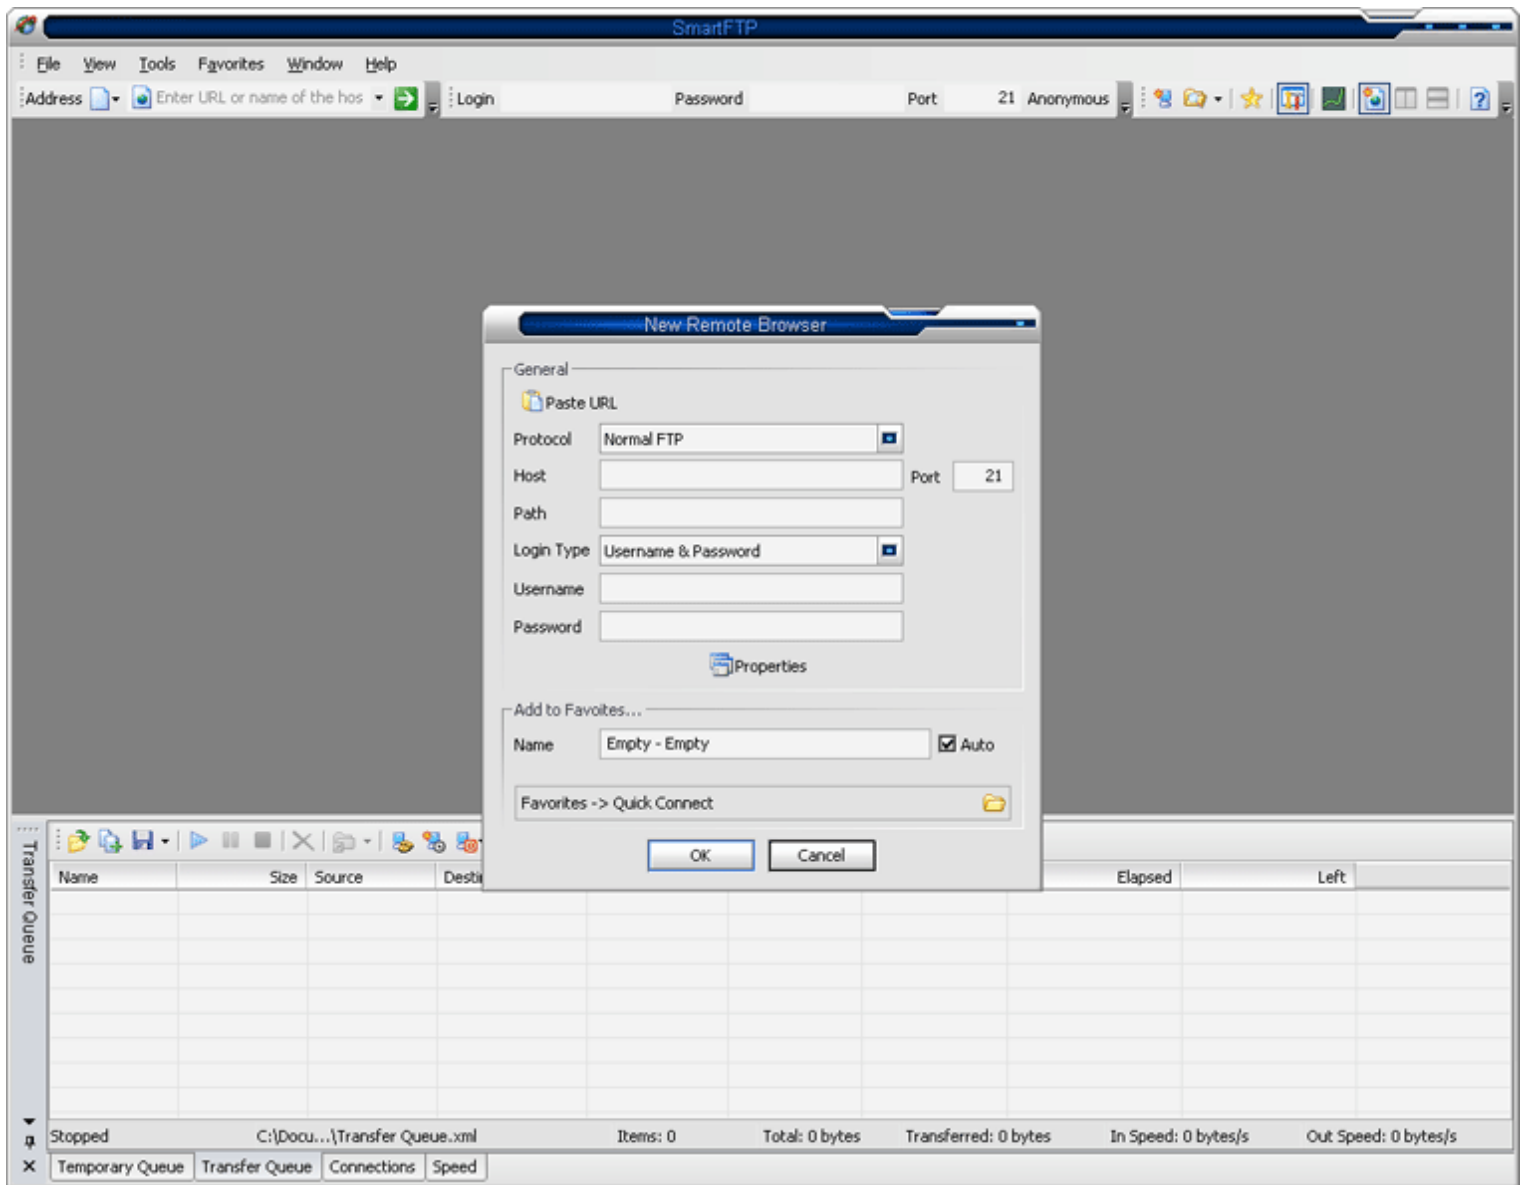 SmartFTP
File View Tools Favorites Window Help
Address Enter URL or name of the hos Login Password Port 21 Anonymous
New Remote Browser
General
Paste URL
Protocol Normal FTP
Host Port 21
Path
Login Type Username & Password
Username
Password
Properties
Add to Favoites...
Name Empty - Empty Auto
Favorites -> Quick Connect
OK Cancel
Transfer Queue
Name Size Source Desti Elapsed Left
Stopped C:\Docu...\Transfer Queue.xml Items: 0 Total: 0 bytes Transferred: 0 bytes In Speed: 0 bytes/s Out Speed: 0 bytes/s
Temporary Queue Transfer Queue Connections Speed